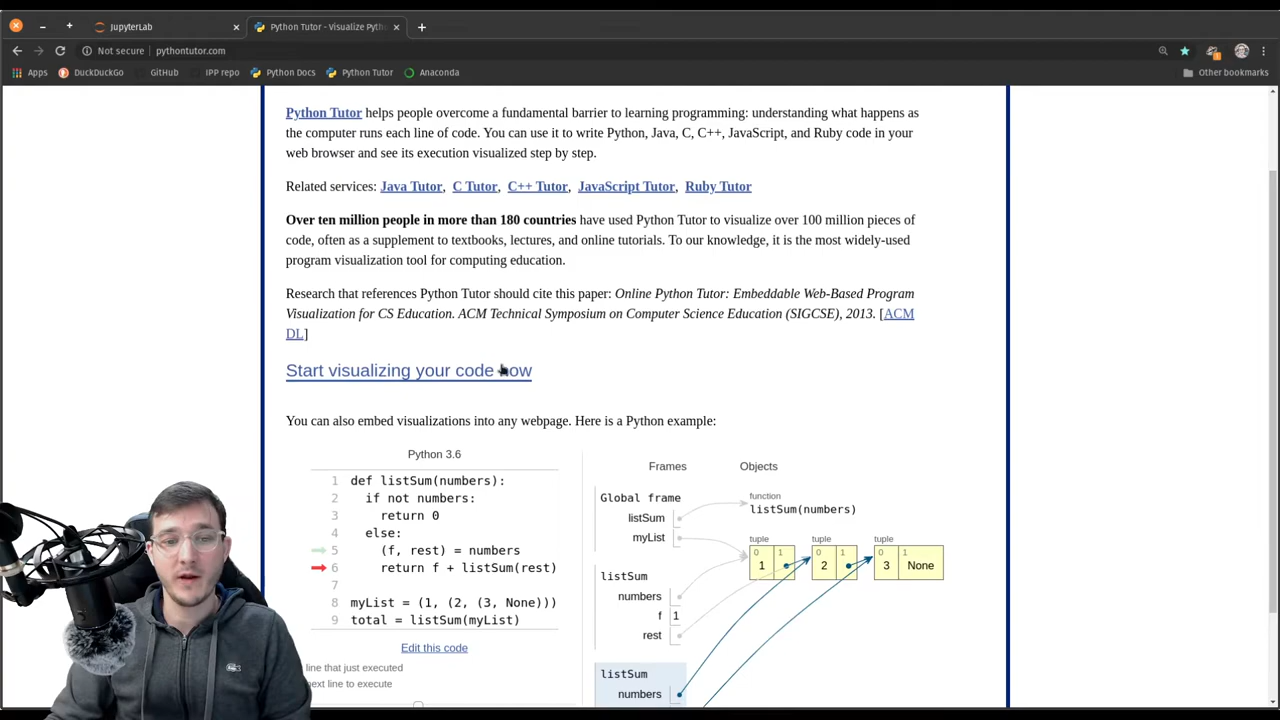 JupyterLab
Python Tutor - Visualize Pyth
Not secure | pythontutor.com
Apps DuckDuckGo GitHub IPP repo Python Docs Python Tutor Anaconda Other bookmarks
Python Tutor helps people overcome a fundamental barrier to learning programming: understanding what happens as
the computer runs each line of code. You can use it to write Python, Java, C, C++, JavaScript, and Ruby code in your
web browser and see its execution visualized step by step.
Related services: Java Tutor, C Tutor, C++ Tutor, JavaScript Tutor, Ruby Tutor
Over ten million people in more than 180 countries have used Python Tutor to visualize over 100 million pieces of
code, often as a supplement to textbooks, lectures, and online tutorials. To our knowledge, it is the most widely-used
program visualization tool for computing education.
Research that references Python Tutor should cite this paper: Online Python Tutor: Embeddable Web-Based Program
Visualization for CS Education. ACM Technical Symposium on Computer Science Education (SIGCSE), 2013. [ACM
DL]
Start visualizing your code now
You can also embed visualizations into any webpage. Here is a Python example:
Python 3.6
1 def listSum(numbers):
2 if not numbers:
3 return 0
4 else:
5 (f, rest) = numbers
6 return f + listSum(rest)
7
8 myList = (1, (2, (3, None)))
9 total = listSum(myList)
Edit this code
line that just executed
next line to execute
Frames Objects
Global frame
listSum
myList
function
listSum(numbers)
tuple
0 1
1
tuple
0 1
2
tuple
0 1
3 None
listSum
numbers
f 1
rest
listSum
numbers